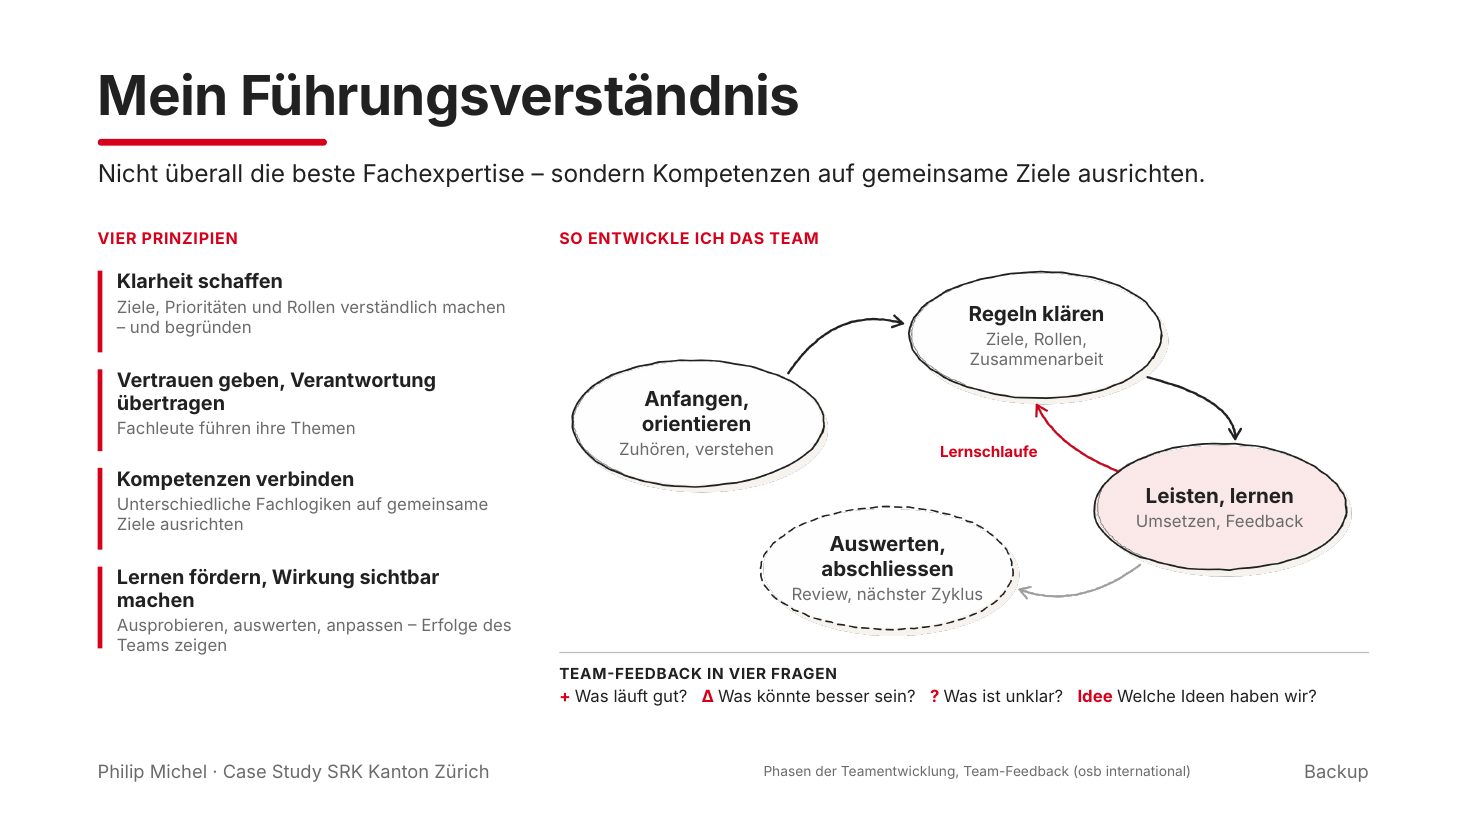 Mein Führungsverständnis
Nicht überall die beste Fachexpertise – sondern Kompetenzen auf gemeinsame Ziele ausrichten.
VIER PRINZIPIEN
Klarheit schaffen
Ziele, Prioritäten und Rollen verständlich machen
– und begründen
Vertrauen geben, Verantwortung
übertragen
Fachleute führen ihre Themen
Kompetenzen verbinden
Unterschiedliche Fachlogiken auf gemeinsame
Ziele ausrichten
Lernen fördern, Wirkung sichtbar
machen
Ausprobieren, auswerten, anpassen – Erfolge des
Teams zeigen
SO ENTWICKLE ICH DAS TEAM
Anfangen,
orientieren
Zuhören, verstehen
Regeln klären
Ziele, Rollen,
Zusammenarbeit
Lernschlaufe
Leisten, lernen
Umsetzen, Feedback
Auswerten,
abschliessen
Review, nächster Zyklus
TEAM-FEEDBACK IN VIER FRAGEN
+ Was läuft gut? Δ Was könnte besser sein? ? Was ist unklar? Idee Welche Ideen haben wir?
Philip Michel · Case Study SRK Kanton Zürich
Phasen der Teamentwicklung, Team-Feedback (osb international)
Backup